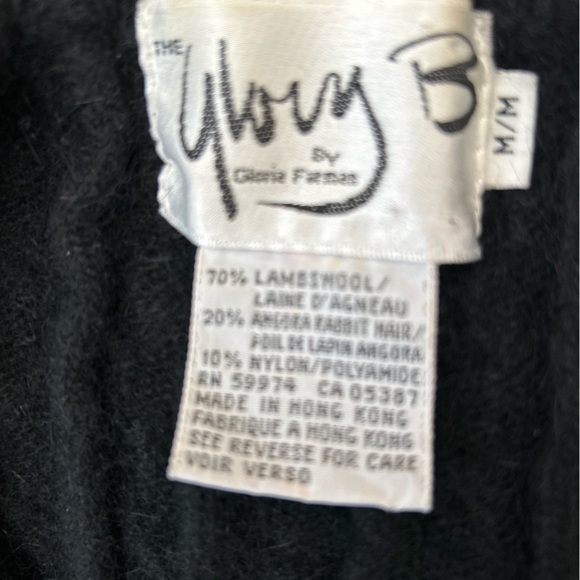 THE
Glory B
By
Gloria Farman
M/M
70% LAMBSWOOL/
LAINE D'AGNEAU
20% ANGORA RABBIT HAIR/
POIL DE LAPIN ANGORA
10% NYLON/POLYAMIDE
RN 59974 CA 05387
MADE IN HONG KONG
FABRIQUE A HONG KONG
SEE REVERSE FOR CARE
VOIR VERSO